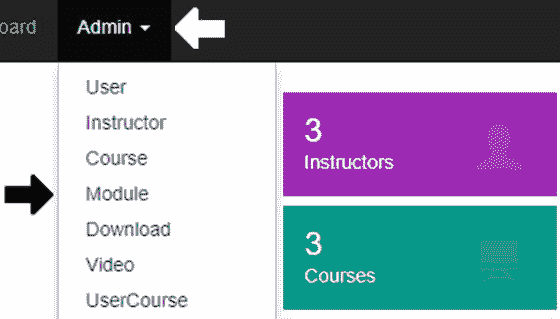 oard Admin
User
Instructor
Course
Module
Download
Video
UserCourse
3
Instructors
3
Courses